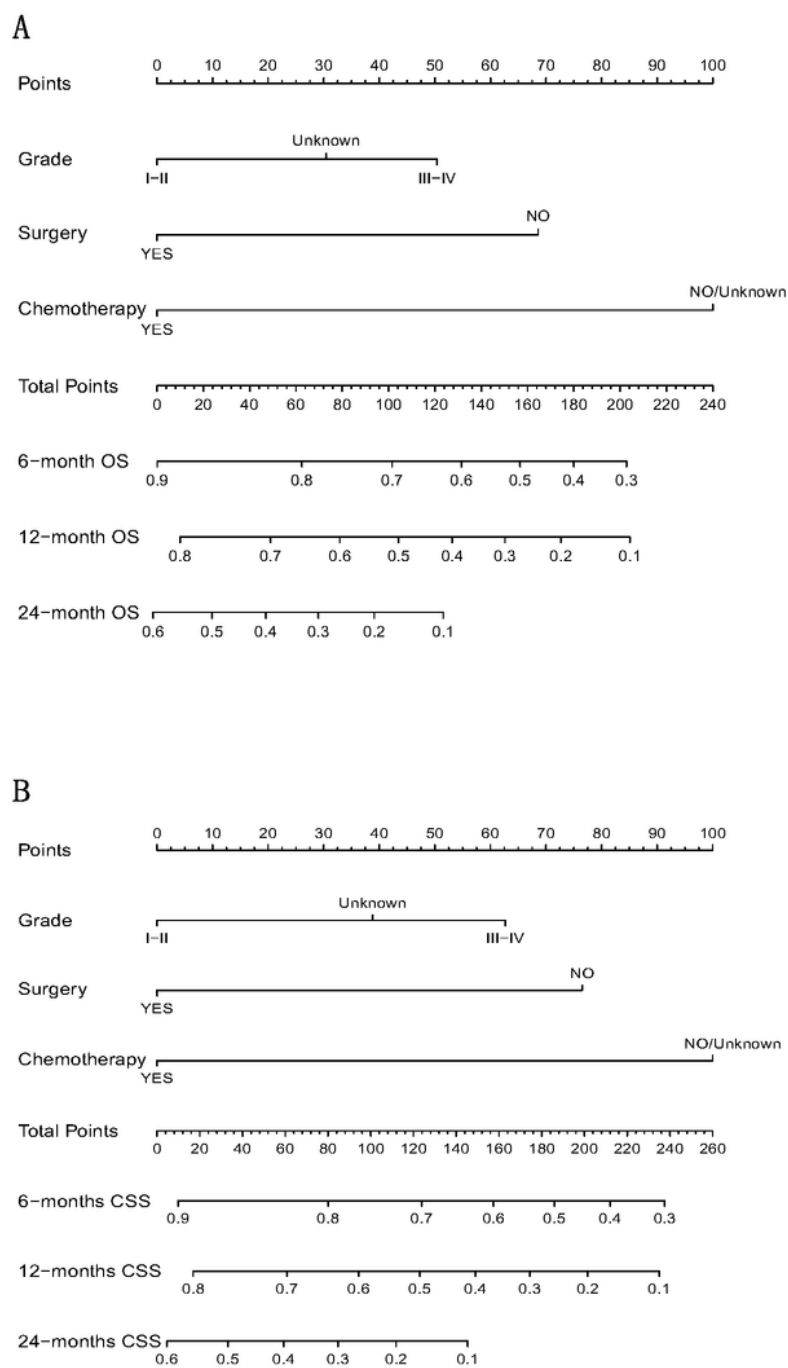 A
0 10 20 30 40 50 60 70 80 90 100
Points
Unknown
Grade
I−II III−IV
NO
Surgery
YES
NO/Unknown
Chemotherapy
YES
Total Points
0 20 40 60 80 100 120 140 160 180 200 220 240
6−month OS
0.9 0.8 0.7 0.6 0.5 0.4 0.3
12−month OS
0.8 0.7 0.6 0.5 0.4 0.3 0.2 0.1
24−month OS
0.6 0.5 0.4 0.3 0.2 0.1
B
0 10 20 30 40 50 60 70 80 90 100
Points
Unknown
Grade
I−II III−IV
NO
Surgery
YES
NO/Unknown
Chemotherapy
YES
Total Points
0 20 40 60 80 100 120 140 160 180 200 220 240 260
6−months CSS
0.9 0.8 0.7 0.6 0.5 0.4 0.3
12−months CSS
0.8 0.7 0.6 0.5 0.4 0.3 0.2 0.1
24−months CSS
0.6 0.5 0.4 0.3 0.2 0.1